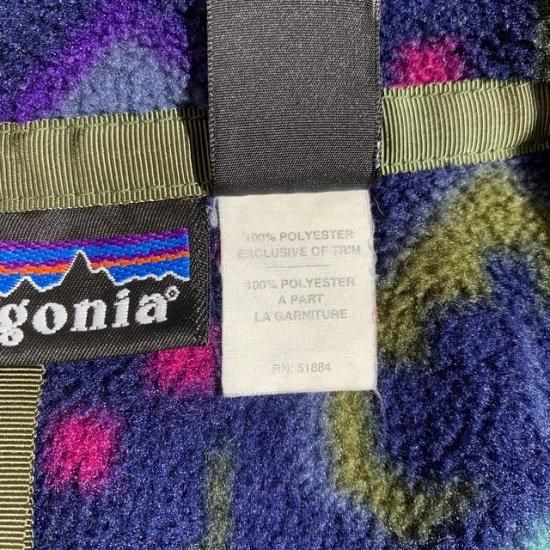 gonia®
100% POLYESTER
EXCLUSIVE OF TRIM
100% POLYESTER
A PART
LA GARNITURE
RN: 51884